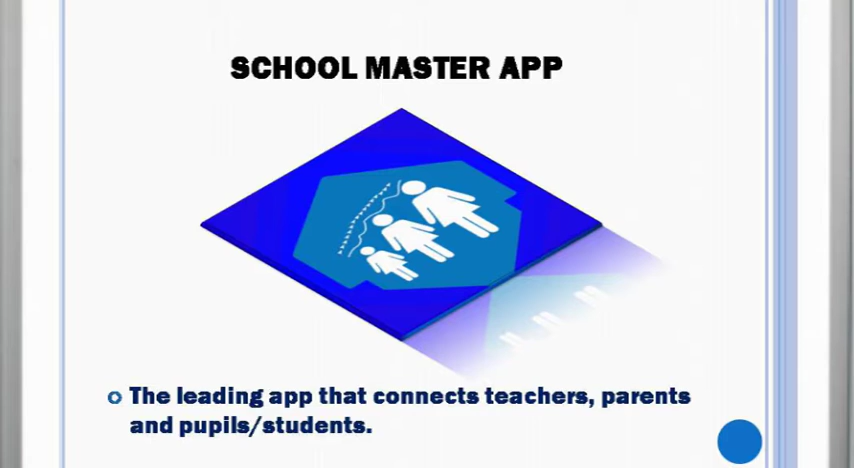 SCHOOL MASTER APP
The leading app that connects teachers, parents
and pupils/students.